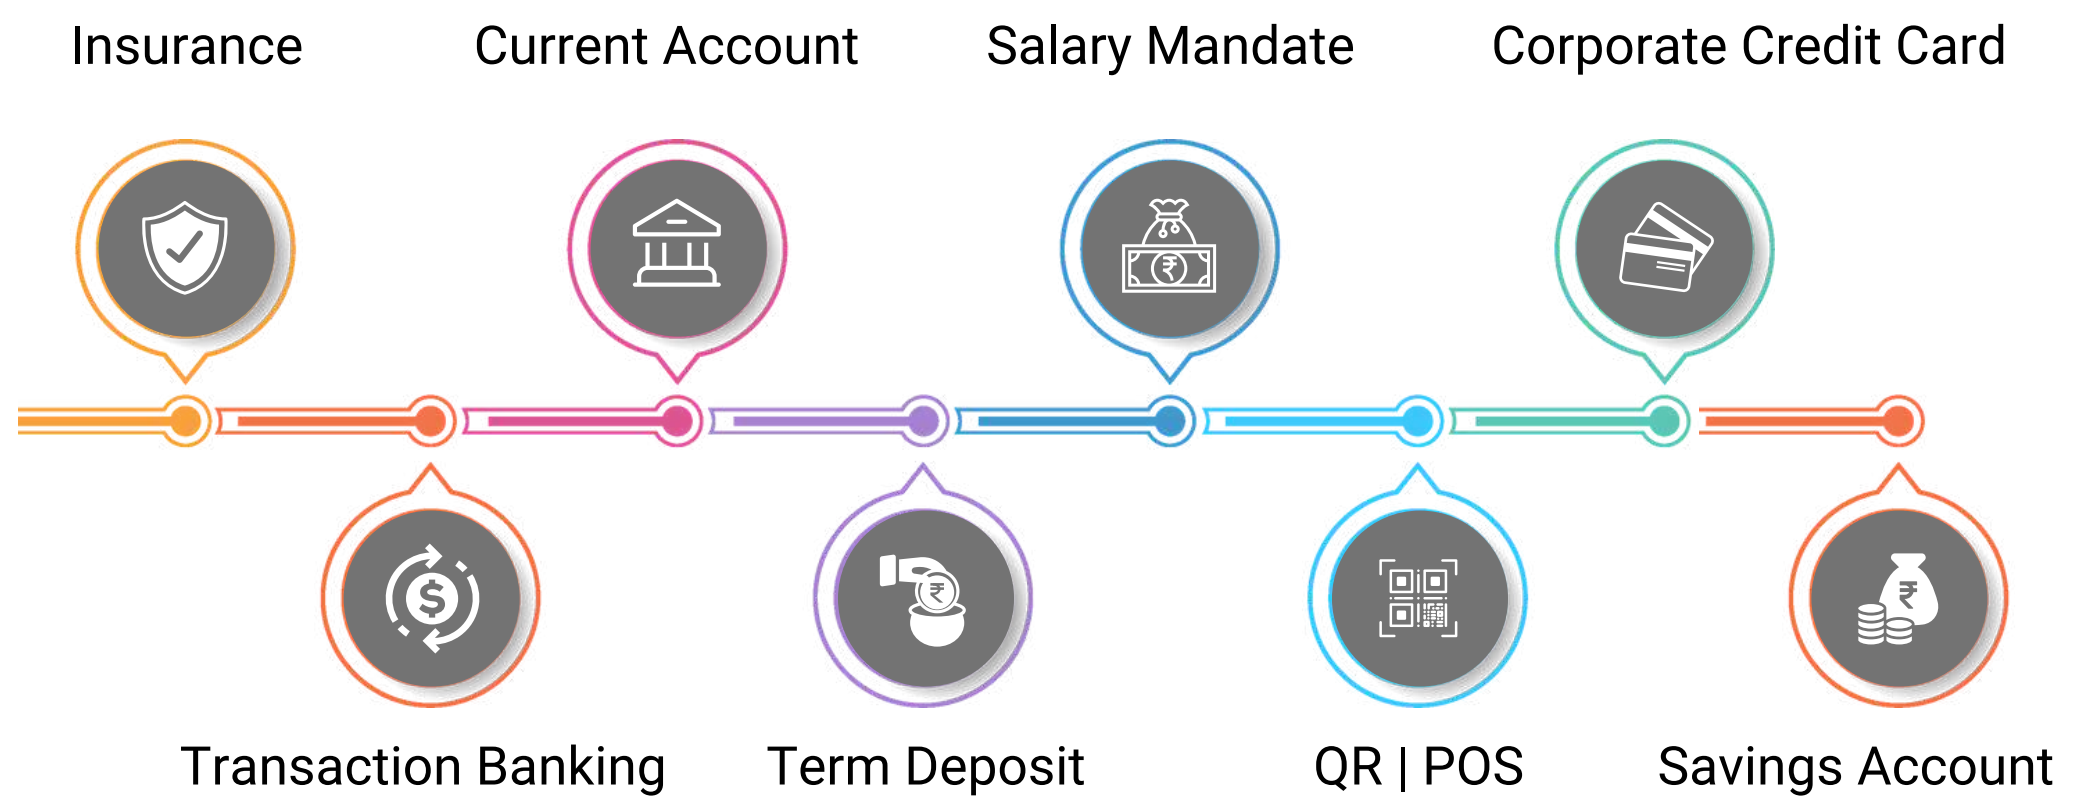 Insurance
Current Account
Salary Mandate
Corporate Credit Card
₹
$
₹
₹
Transaction Banking
Term Deposit
QR | POS
Savings Account